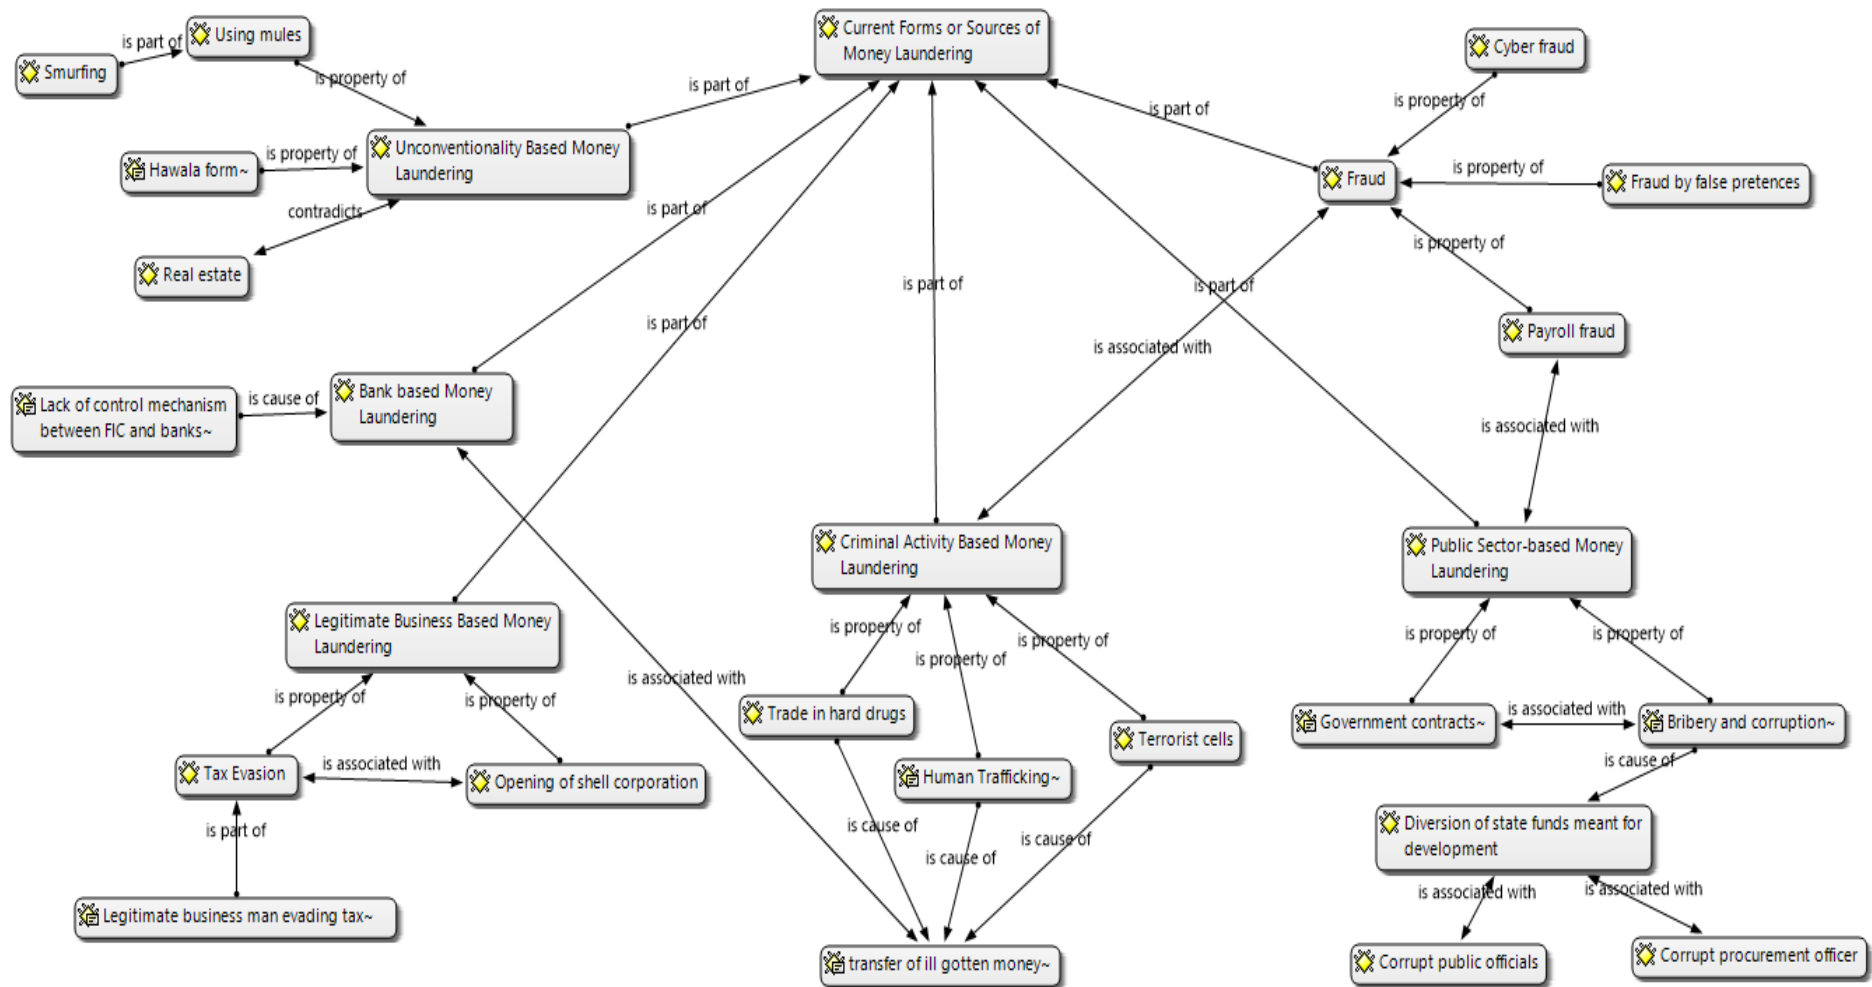 Current Forms or Sources of
Money Laundering
Using mules
is part of
Smurfing
is property of
Cyber fraud
is part of
is part of
is property of
Unconventionality Based Money
Laundering
is property of
Hawala form~
Fraud
is property of
Fraud by false pretences
contradicts
is part of
is property of
Real estate
is part of
is part of
is part of
Payroll fraud
is associated with
Lack of control mechanism
between FIC and banks~
is cause of
Bank based Money
Laundering
is associated with
Criminal Activity Based Money
Laundering
Public Sector-based Money
Laundering
Legitimate Business Based Money
Laundering
is property of
is property of
is property of
is property of
is property of
is associated with
is property of
is property of
Trade in hard drugs
Terrorist cells
Government contracts~
is associated with
Bribery and corruption~
Tax Evasion
is associated with
Opening of shell corporation
Human Trafficking~
is cause of
is part of
is cause of
is cause of
is cause of
Diversion of state funds meant for
development
is associated with
is associated with
Legitimate business man evading tax~
transfer of ill gotten money~
Corrupt public officials
Corrupt procurement officer